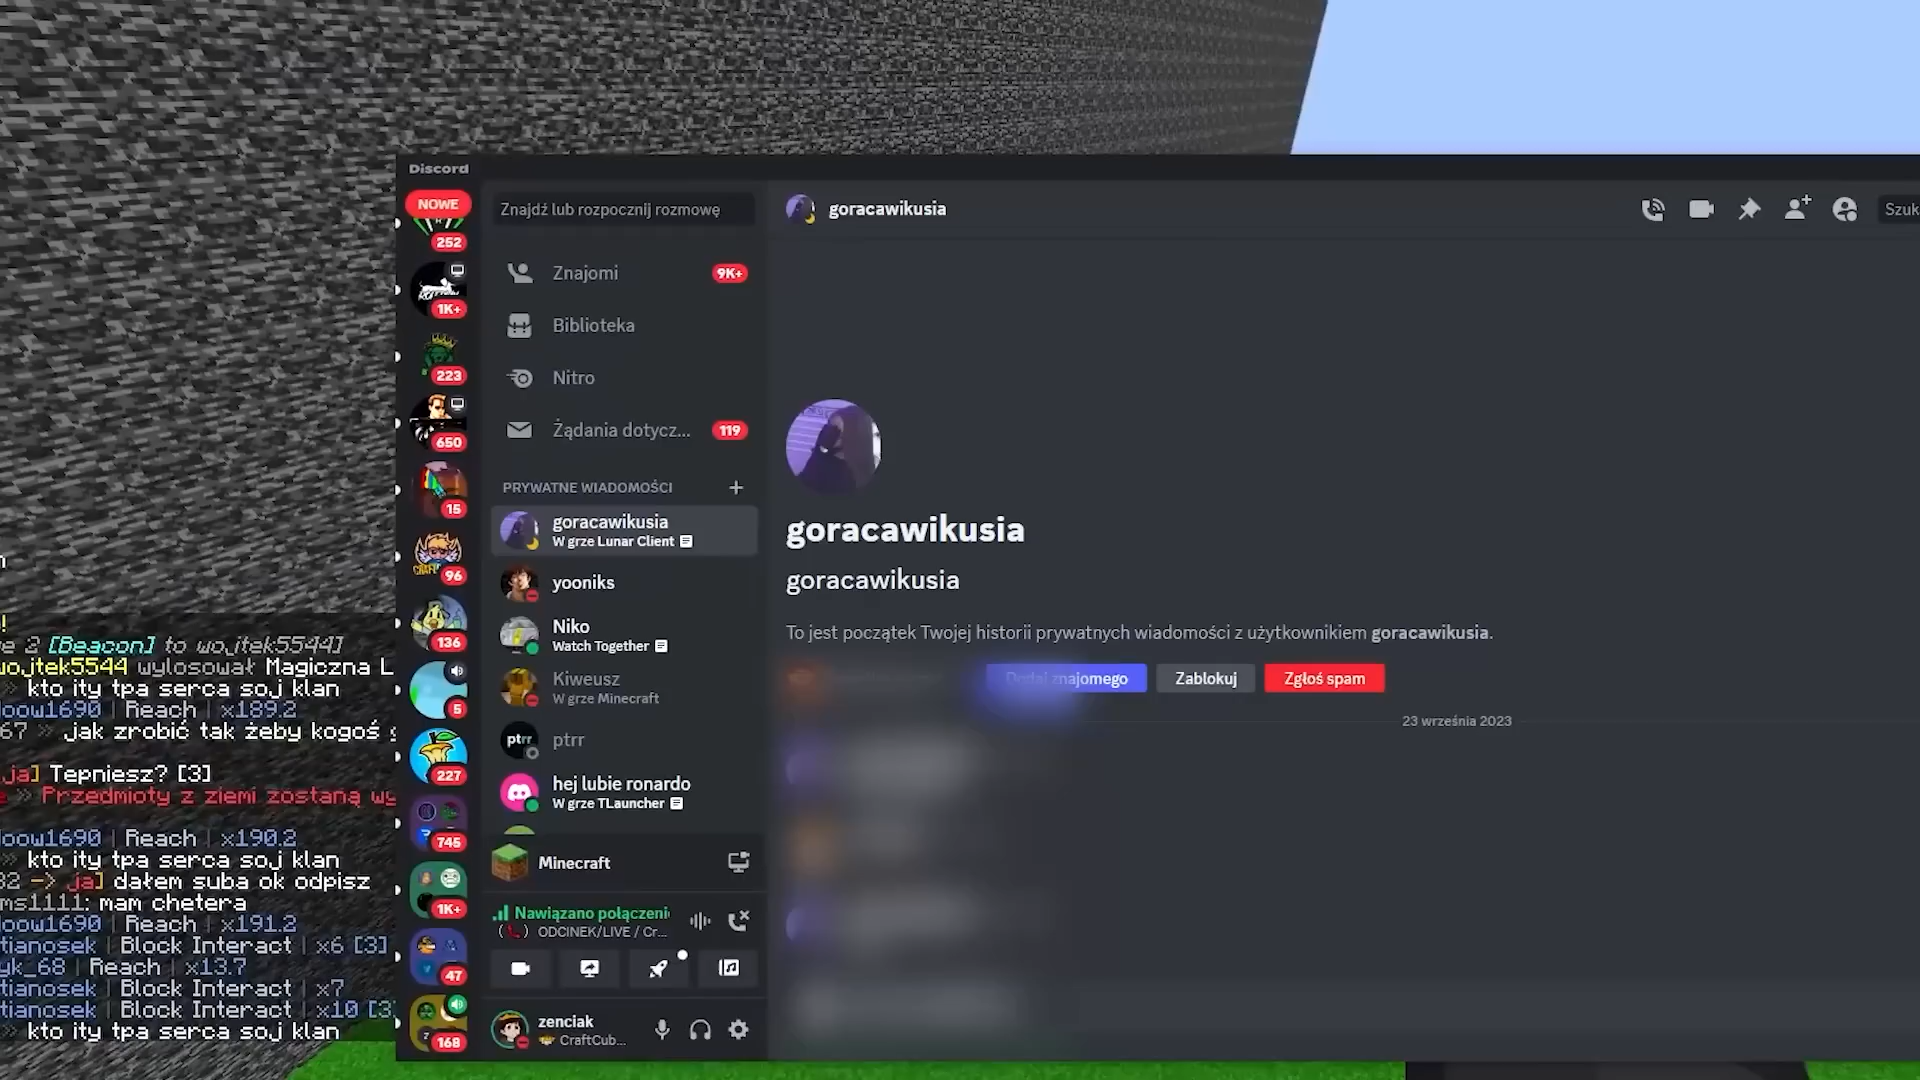 Discord
NOWE
252
1K+
223
650
15
96
136
5
227
745
1K+
47
168
Znajdź lub rozpocznij rozmowę
Znajomi 9K+
Biblioteka
Nitro
Żądania dotycz... 119
PRYWATNE WIADOMOŚCI +
goracawikusia
W grze Lunar Client
yooniks
Niko
Watch Together
Kiweusz
W grze Minecraft
ptrr
ptrr
hej lubie ronardo
W grze TLauncher
Minecraft
Nawiązano połączeni
ODCINEK/LIVE / Cr...
zenciak
CraftCub...
goracawikusia
Szuk
goracawikusia
goracawikusia
To jest początek Twojej historii prywatnych wiadomości z użytkownikiem goracawikusia.
Dodaj znajomego Zablokuj Zgłoś spam
23 września 2023
!
e 2 [Beacon] to wojtek5544]
wojtek5544 wylosował Magiczna L
» kto ity tpa serca soj klan
loow1690 | Reach | x189.2
67 » jak zrobić tak żeby kogoś
ja] Tepniesz? [3]
» Przedmioty z ziemi zostaną wy
loow1690 | Reach | x190.2
» kto ity tpa serca soj klan
32 -> ja] dałem suba ok odpisz
ms1111: mam chetera
loow1690 | Reach | x191.2
tianosek | Block Interact | x6 [3]
yk_68 | Reach | x13.7
tianosek | Block Interact | x7
tianosek | Block Interact | x10 [3
» kto ity tpa serca soj klan